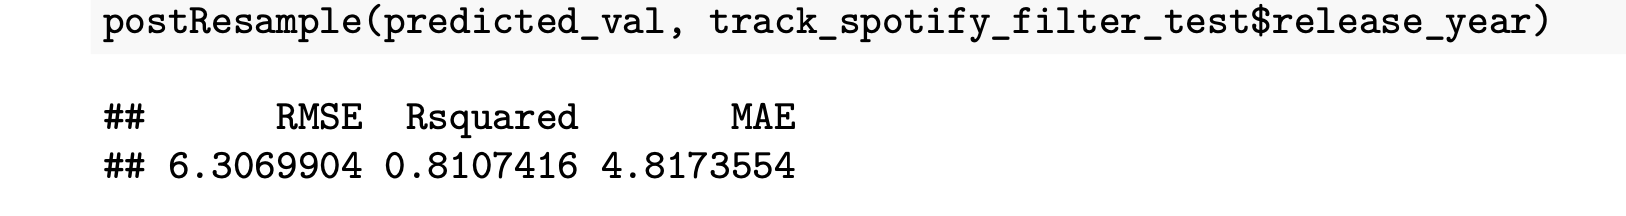 postResample(predicted_val, track_spotify_filter_test$release_year)
##      RMSE  Rsquared       MAE
## 6.3069904 0.8107416 4.8173554